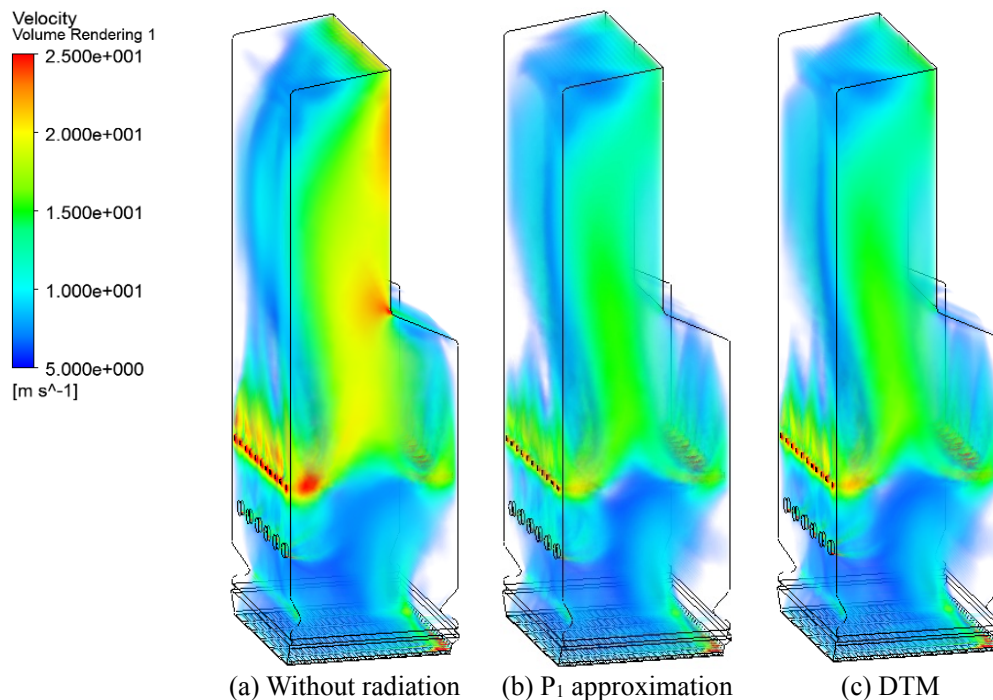 Velocity
Volume Rendering 1
2.500e+001
2.000e+001
1.500e+001
1.000e+001
5.000e+000
[m s^-1]
(a) Without radiation
(b) P₁ approximation
(c) DTM